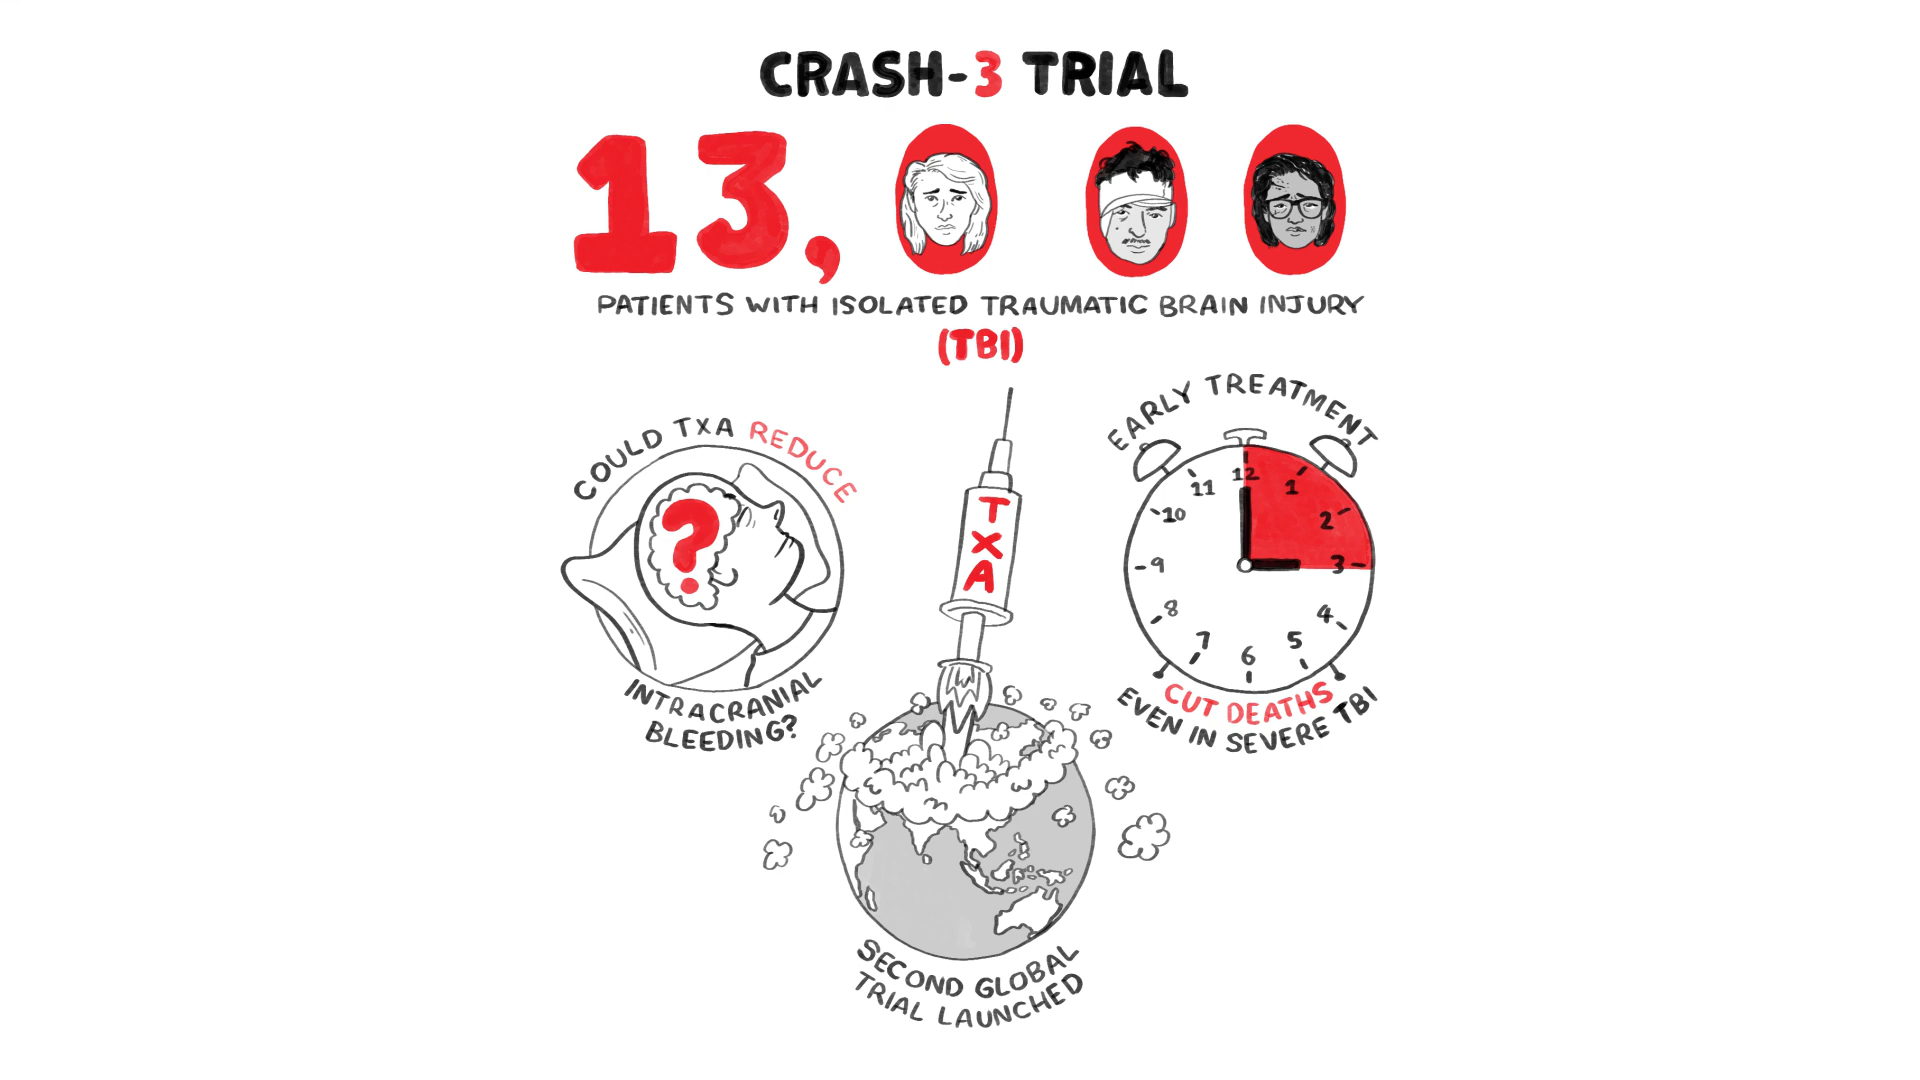 CRASH-3 TRIAL
13,000
PATIENTS WITH ISOLATED TRAUMATIC BRAIN INJURY
(TBI)
COULD TXA REDUCE
?
INTRACRANIAL
BLEEDING?
TXA
SECOND GLOBAL
TRIAL LAUNCHED
EARLY TREATMENT
12
1
2
3
4
5
6
7
8
9
10
11
CUT DEATHS
EVEN IN SEVERE TBI